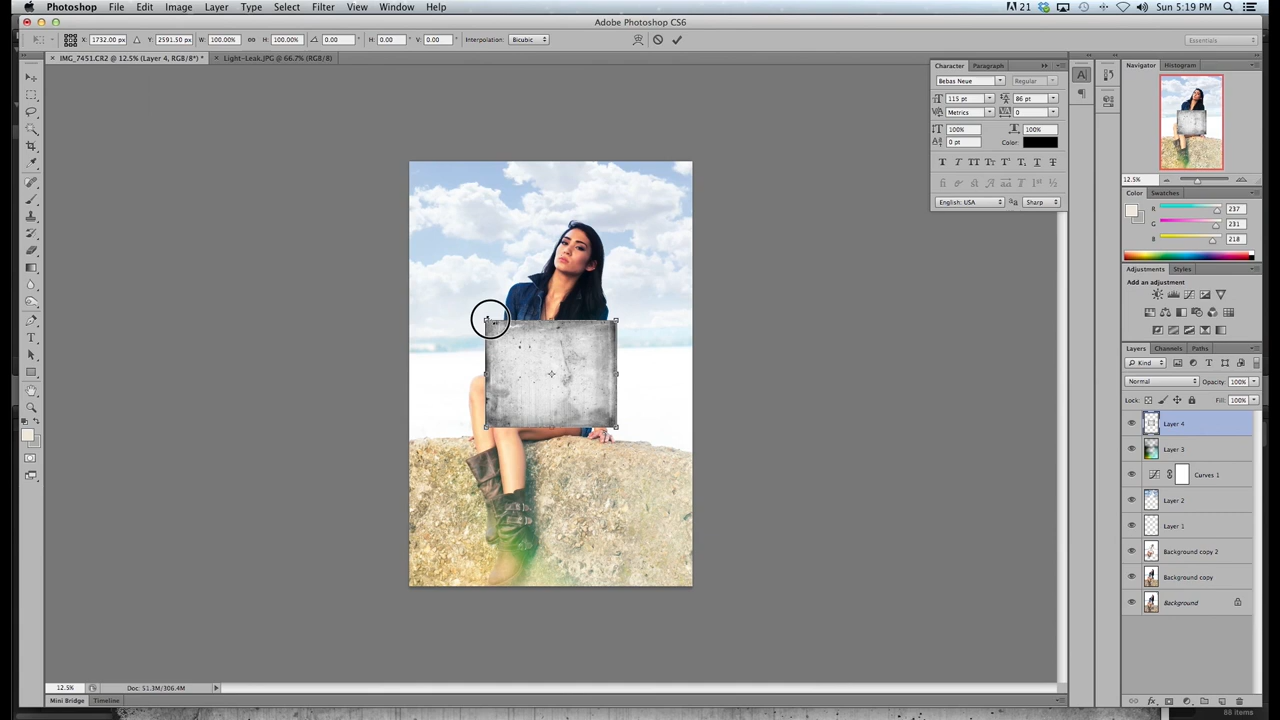 Photoshop File Edit Image Layer Type Select Filter View Window Help 21 Sun 5:19 PM
Adobe Photoshop CS6
X: 1732.00 px Y: 2591.50 px W: 100.00% H: 100.00% 0.00 H: 0.00 V: 0.00 Interpolation: Bicubic Essentials
IMG_7451.CR2 @ 12.5% (Layer 4, RGB/8*) * Light-Leak.JPG @ 66.7% (RGB/8)
Character Paragraph
Bebas Neue Regular
115 pt 86 pt
Metrics 0
100% 100%
0 pt Color:
English: USA Sharp
Navigator Histogram
12.5%
Color Swatches
R 237
G 231
B 218
Adjustments Styles
Add an adjustment
Layers Channels Paths
Kind
Normal Opacity: 100%
Lock: Fill: 100%
Layer 4
Layer 3
Curves 1
Layer 2
Layer 1
Background copy 2
Background copy
Background
12.5% Doc: 51.3M/306.4M
Mini Bridge Timeline
88 items